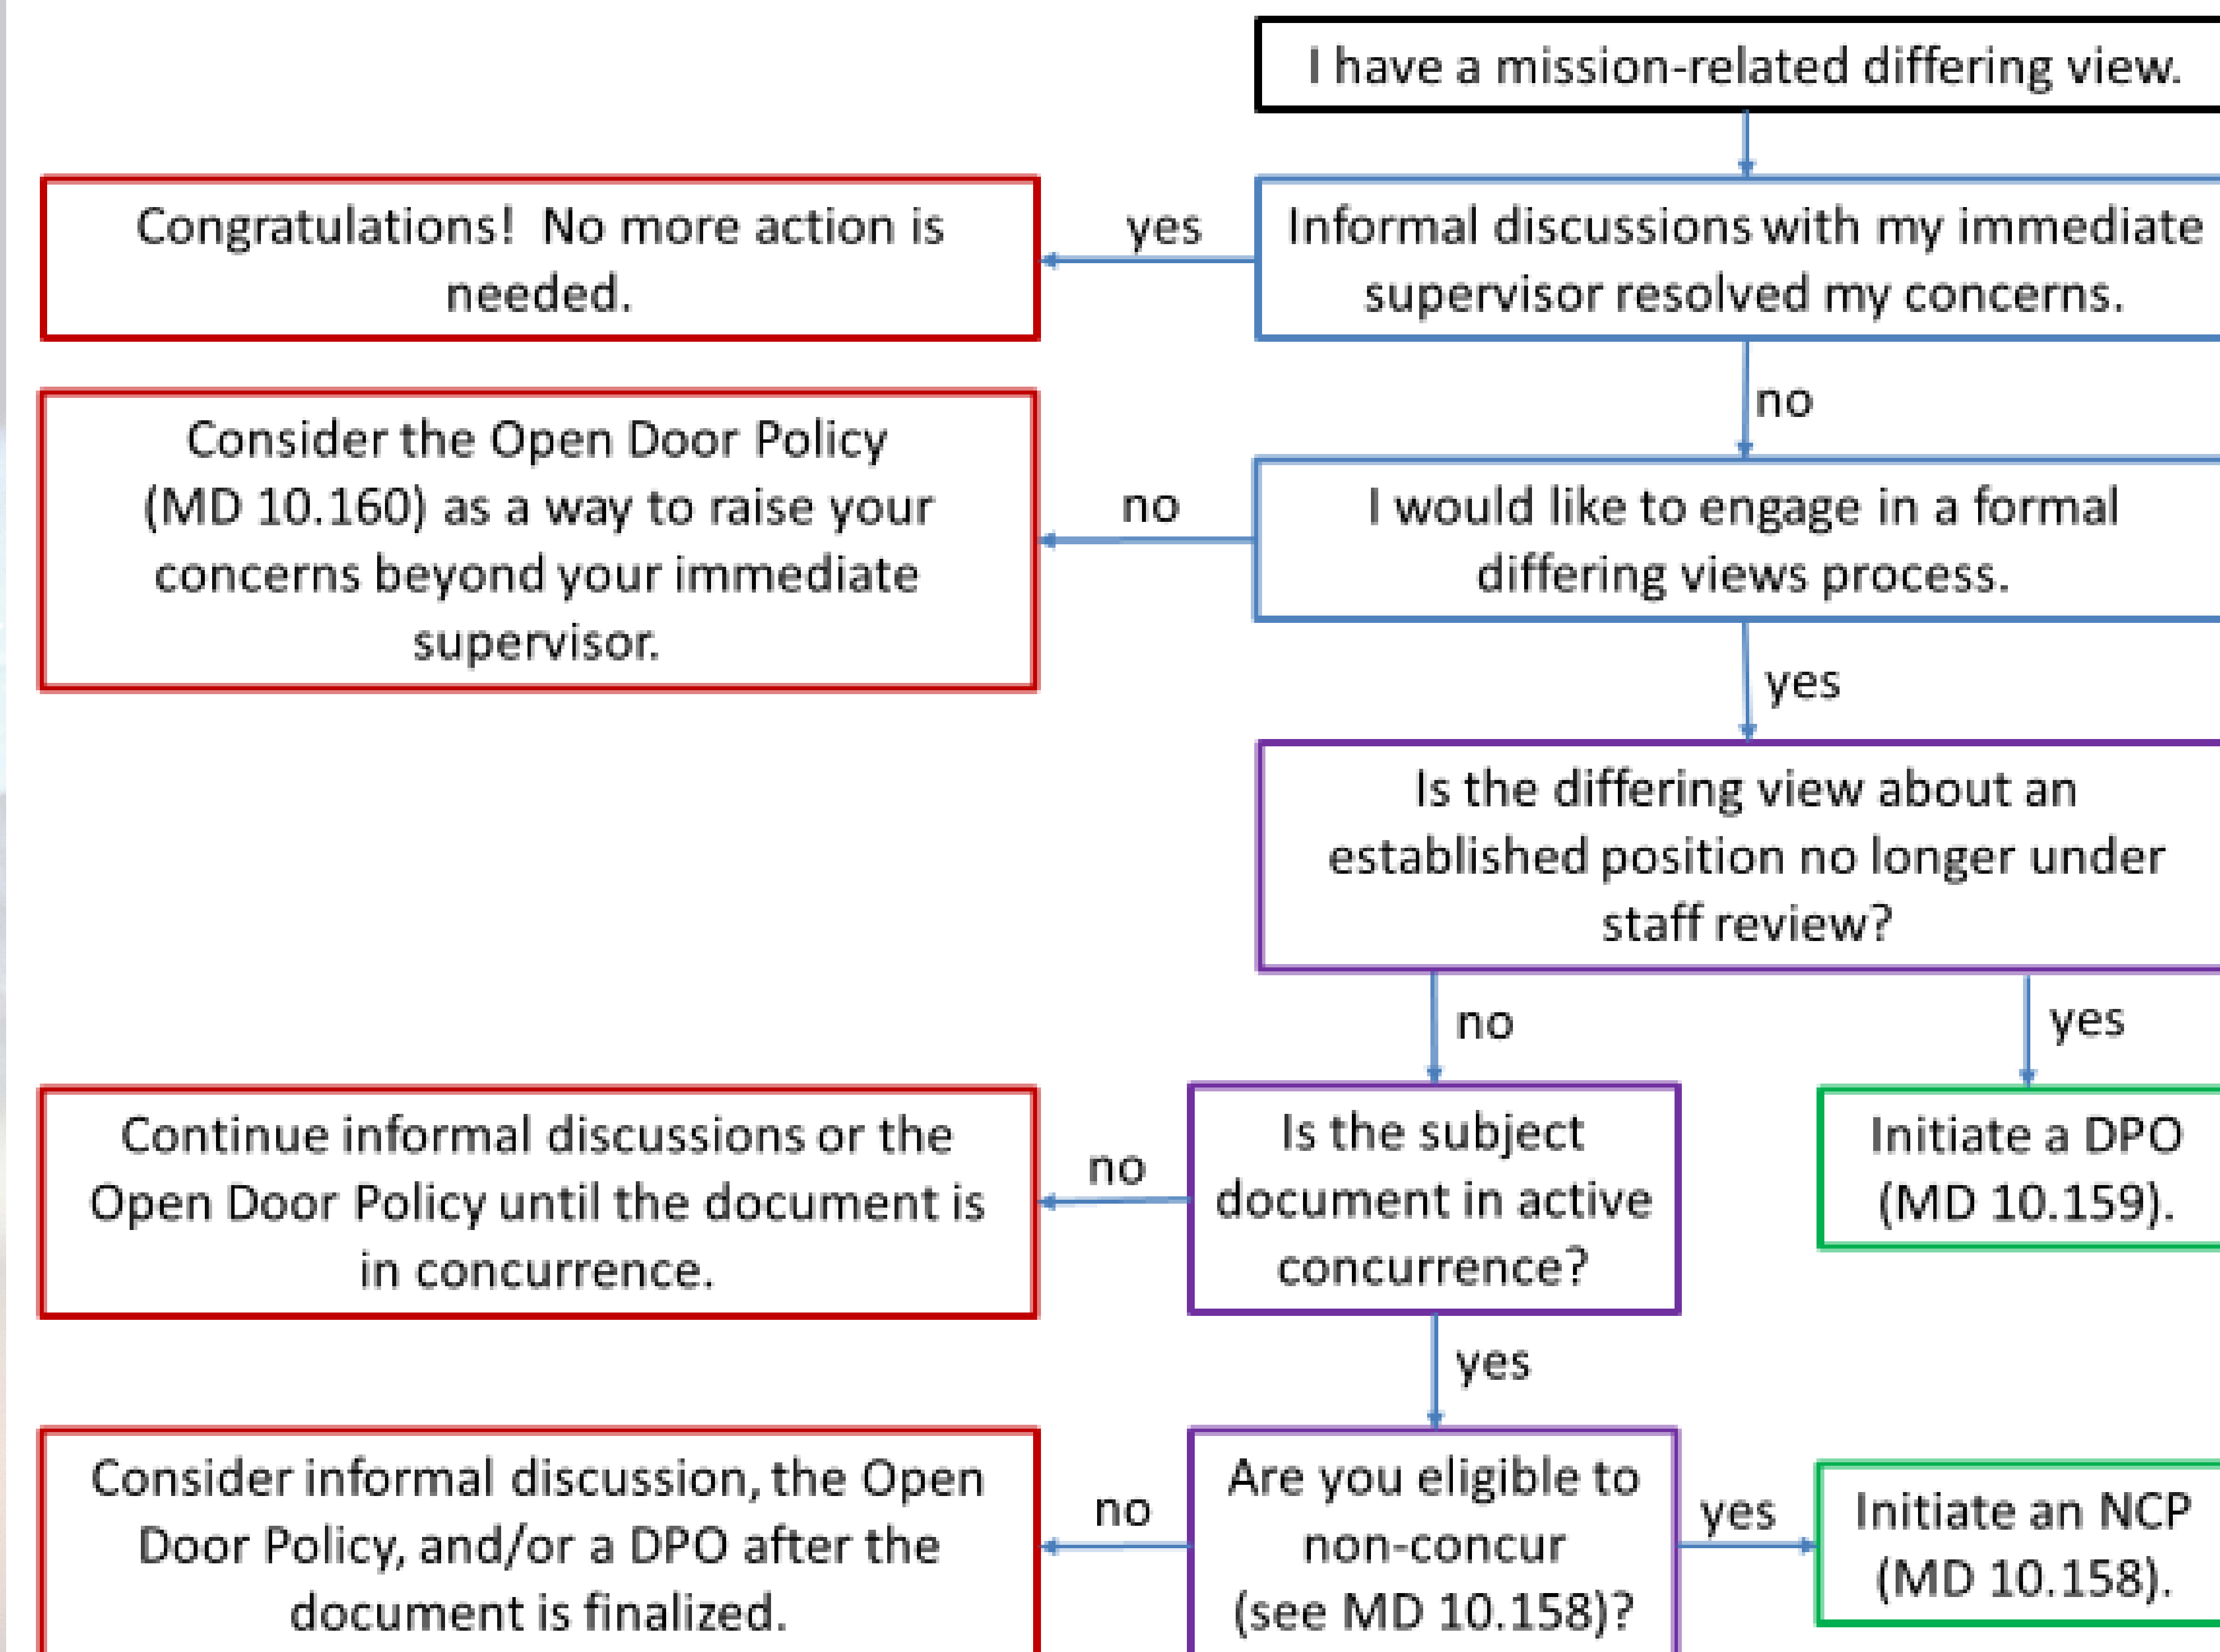 I have a mission-related differing view.
Congratulations!  No more action is
needed.
yes
Informal discussions with my immediate
supervisor resolved my concerns.
no
Consider the Open Door Policy
(MD 10.160) as a way to raise your
concerns beyond your immediate
supervisor.
no
I would like to engage in a formal
differing views process.
yes
Is the differing view about an
established position no longer under
staff review?
no
yes
Continue informal discussions or the
Open Door Policy until the document is
in concurrence.
no
Is the subject
document in active
concurrence?
Initiate a DPO
(MD 10.159).
yes
Consider informal discussion, the Open
Door Policy, and/or a DPO after the
document is finalized.
no
Are you eligible to
non-concur
(see MD 10.158)?
yes
Initiate an NCP
(MD 10.158).